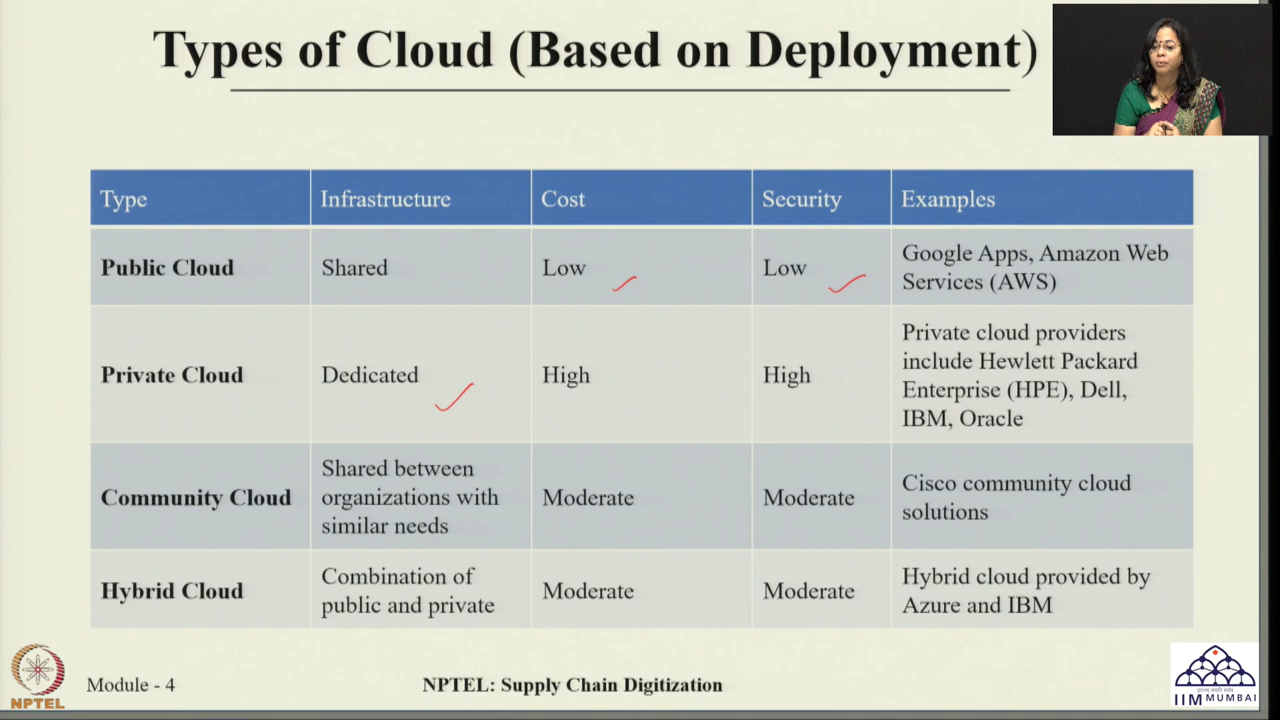 Types of Cloud (Based on Deployment)
Type Infrastructure Cost Security Examples
Public Cloud Shared Low Low Google Apps, Amazon Web
Services (AWS)
Private Cloud Dedicated High High Private cloud providers
include Hewlett Packard
Enterprise (HPE), Dell,
IBM, Oracle
Community Cloud Shared between
organizations with
similar needs Moderate Moderate Cisco community cloud
solutions
Hybrid Cloud Combination of
public and private Moderate Moderate Hybrid cloud provided by
Azure and IBM
NPTEL
Module - 4
NPTEL: Supply Chain Digitization
IIM MUMBAI